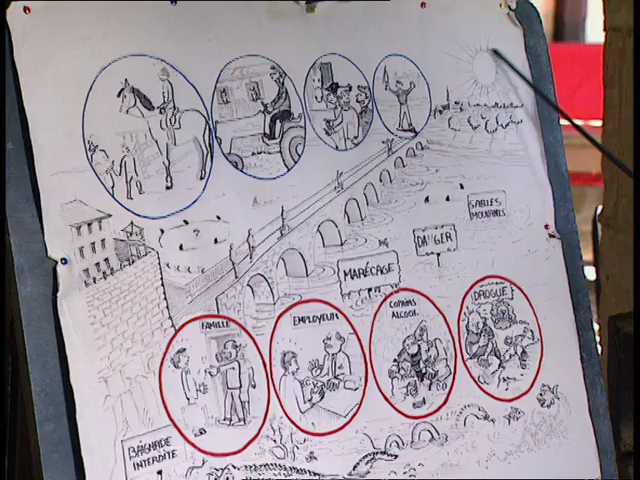 ?
SABLES
MOUVANTS
DANGER
MARÉCAGE
FAMILLE
EMPLOYEUR
COPAINS
ALCOOL
DROGUE
BAIGNADE
INTERDITE